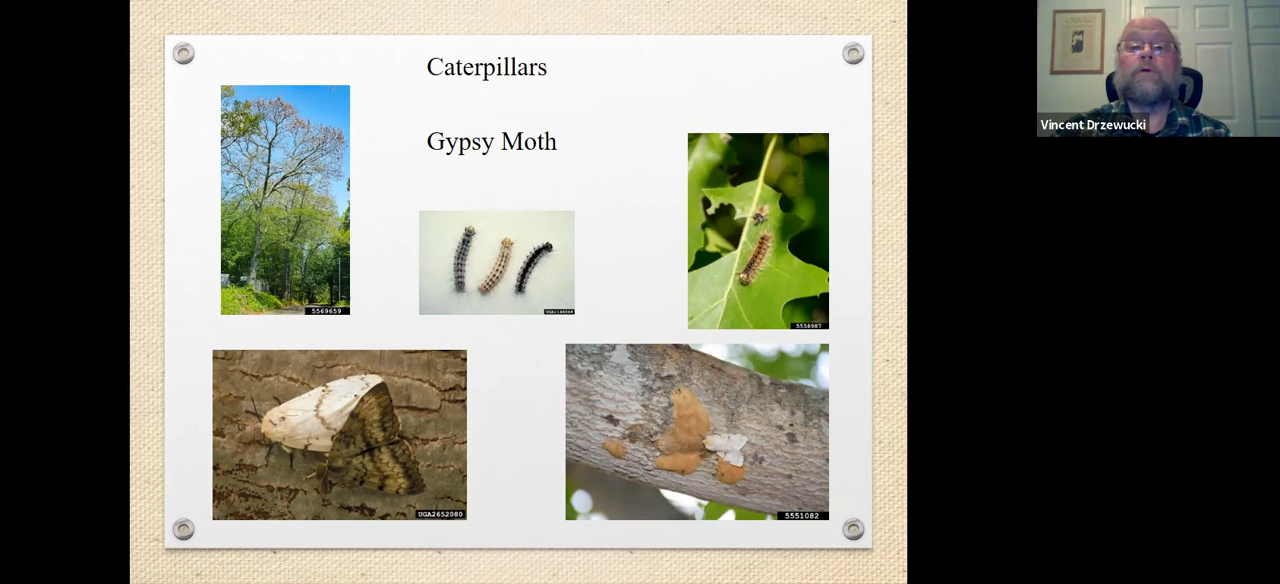 Caterpillars
Gypsy Moth
Vincent Drzewucki
5569659
5558987
UGA2652080
5551082